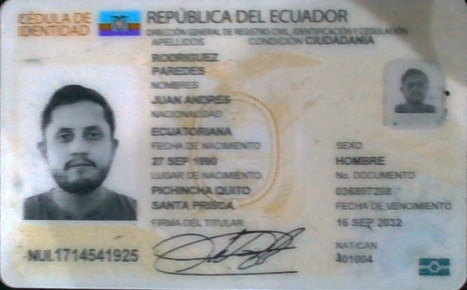 CÉDULA DE
IDENTIDAD
REPÚBLICA DEL ECUADOR
DIRECCIÓN GENERAL DE REGISTRO CIVIL, IDENTIFICACIÓN Y CEDULACIÓN
APELLIDOS CONDICIÓN CIUDADANÍA
RODRIGUEZ
PAREDES
NOMBRES
JUAN ANDRES
NACIONALIDAD
ECUATORIANA
FECHA DE NACIMIENTO
27 SEP 1990
LUGAR DE NACIMIENTO
PICHINCHA QUITO
SANTA PRISCA
FIRMA DEL TITULAR
SEXO
HOMBRE
No. DOCUMENTO
FECHA DE VENCIMIENTO
16 SEP 2032
NAT/CAN
NUI.1714541925